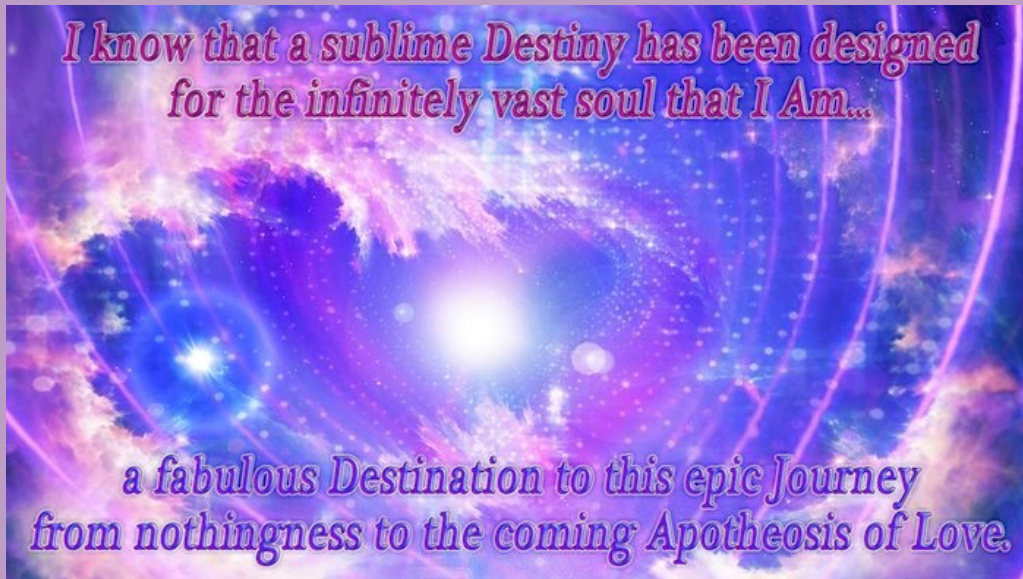 I know that a sublime Destiny has been designed
for the infinitely vast soul that I Am...
a fabulous Destination to this epic Journey
from nothingness to the coming Apotheosis of Love.